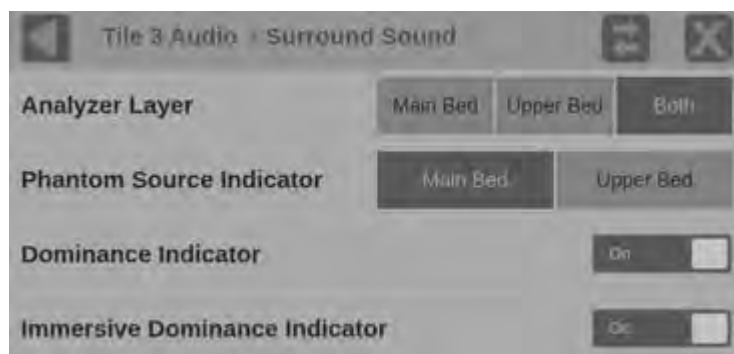 Tile 3 Audio › Surround Sound
Analyzer Layer Main Bed Upper Bed Both
Phantom Source Indicator Main Bed Upper Bed
Dominance Indicator On
Immersive Dominance Indicator On